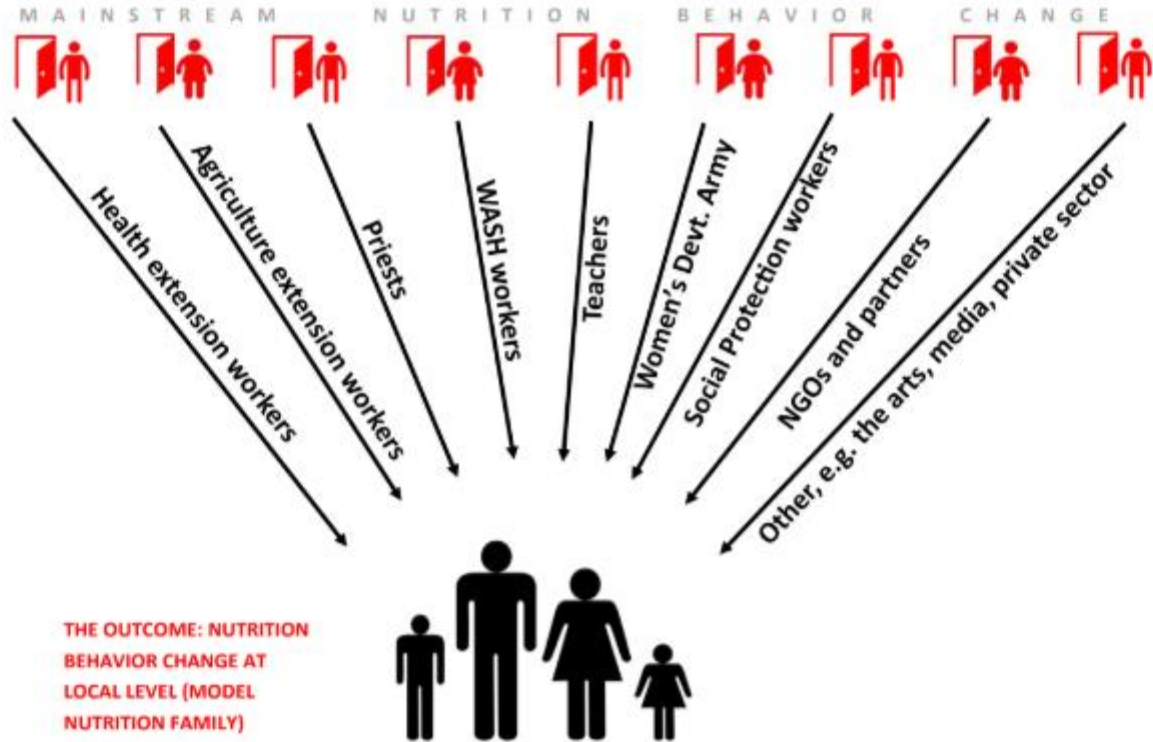 MAINSTREAM NUTRITION BEHAVIOR CHANGE
Health extension workers
Agriculture extension workers
Priests
WASH workers
Teachers
Women's Devt. Army
Social Protection workers
NGOs and partners
Other, e.g. the arts, media, private sector
THE OUTCOME: NUTRITION
BEHAVIOR CHANGE AT
LOCAL LEVEL (MODEL
NUTRITION FAMILY)